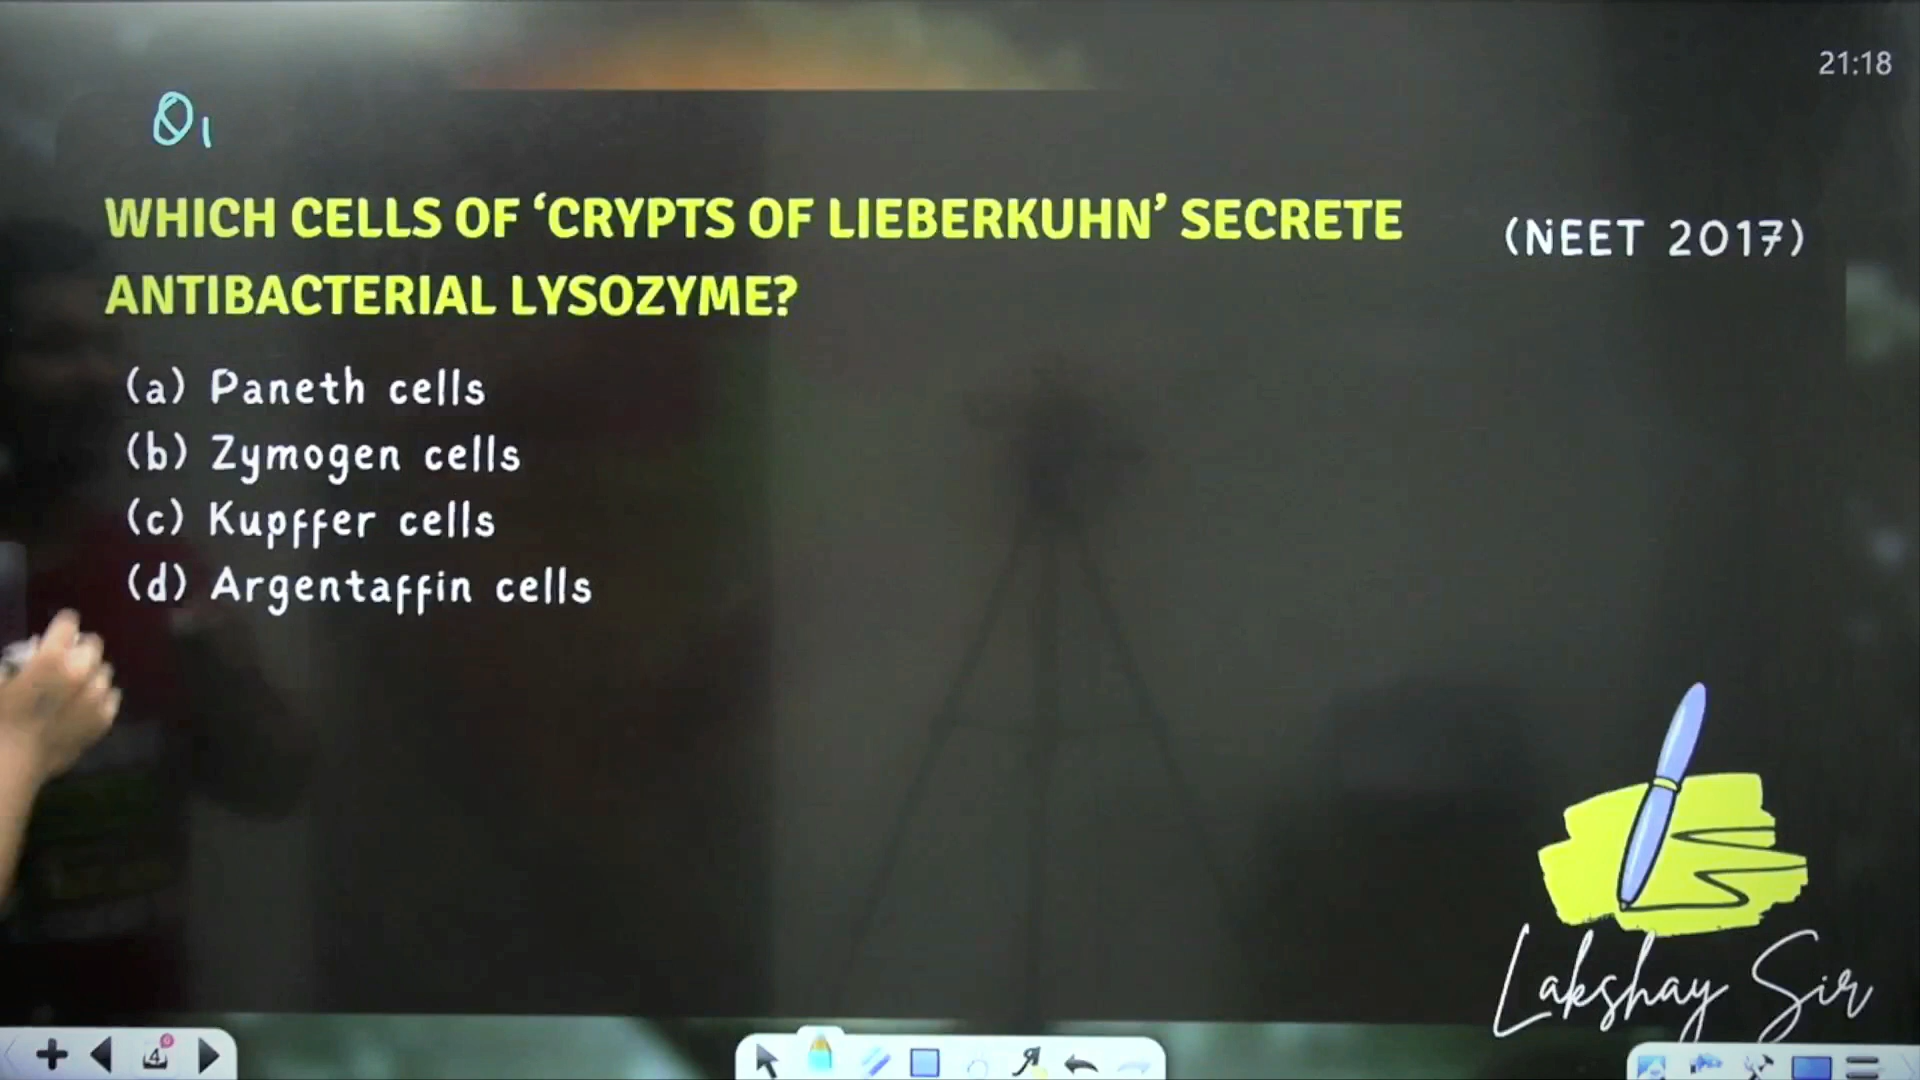 21:18
Q1
WHICH CELLS OF ‘CRYPTS OF LIEBERKUHN’ SECRETE
(NEET 2017)
ANTIBACTERIAL LYSOZYME?
(a) Paneth cells
(b) Zymogen cells
(c) Kupffer cells
(d) Argentaffin cells
Lakshay Sir
4